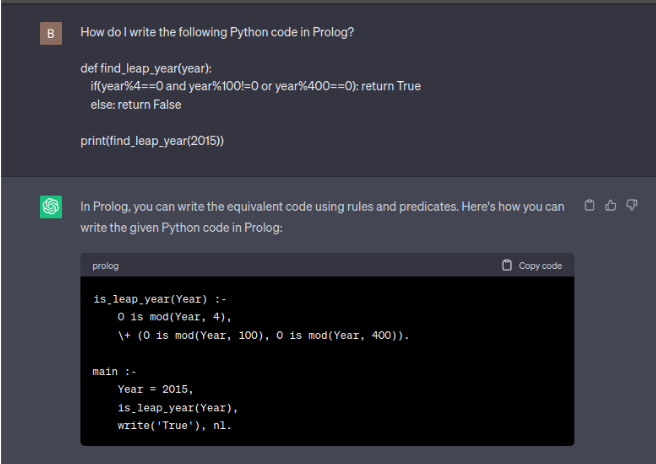 B
How do I write the following Python code in Prolog?
def find_leap_year(year):
if(year%4==0 and year%100!=0 or year%400==0): return True
else: return False
print(find_leap_year(2015))
In Prolog, you can write the equivalent code using rules and predicates. Here's how you can
write the given Python code in Prolog:
prolog
Copy code
is_leap_year(Year) :-
0 is mod(Year, 4),
\+ (0 is mod(Year, 100), 0 is mod(Year, 400)).
main :-
Year = 2015,
is_leap_year(Year),
write('True'), nl.